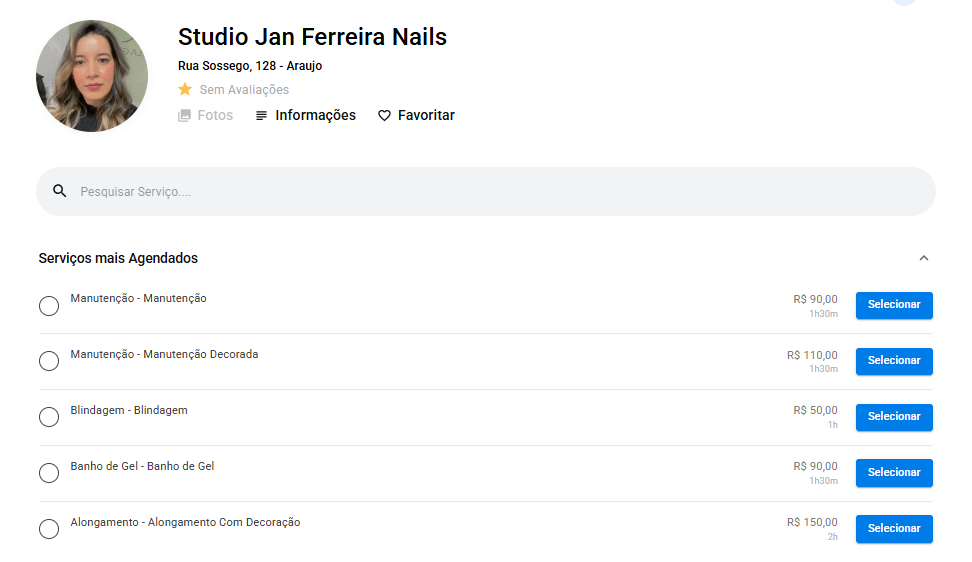 Studio Jan Ferreira Nails
Rua Sossego, 128 - Araujo
Sem Avaliações
Fotos Informações Favoritar
Pesquisar Serviço....
Serviços mais Agendados
Manutenção - Manutenção R$ 90,00 Selecionar
1h30m
Manutenção - Manutenção Decorada R$ 110,00 Selecionar
1h30m
Blindagem - Blindagem R$ 50,00 Selecionar
1h
Banho de Gel - Banho de Gel R$ 90,00 Selecionar
1h30m
Alongamento - Alongamento Com Decoração R$ 150,00 Selecionar
2h